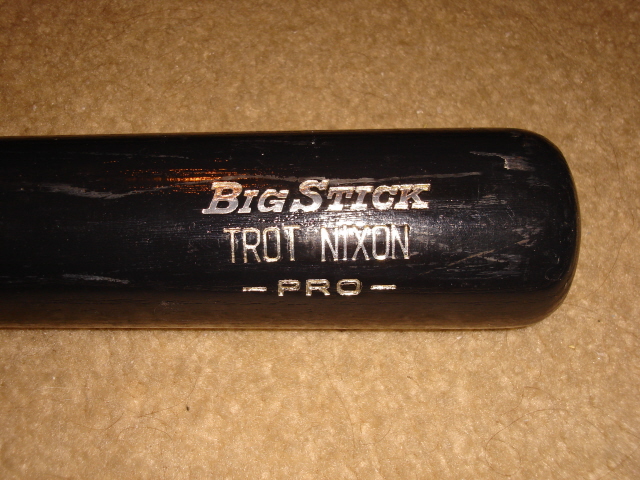 BIG STICK
TROT NIXON
- PRO -